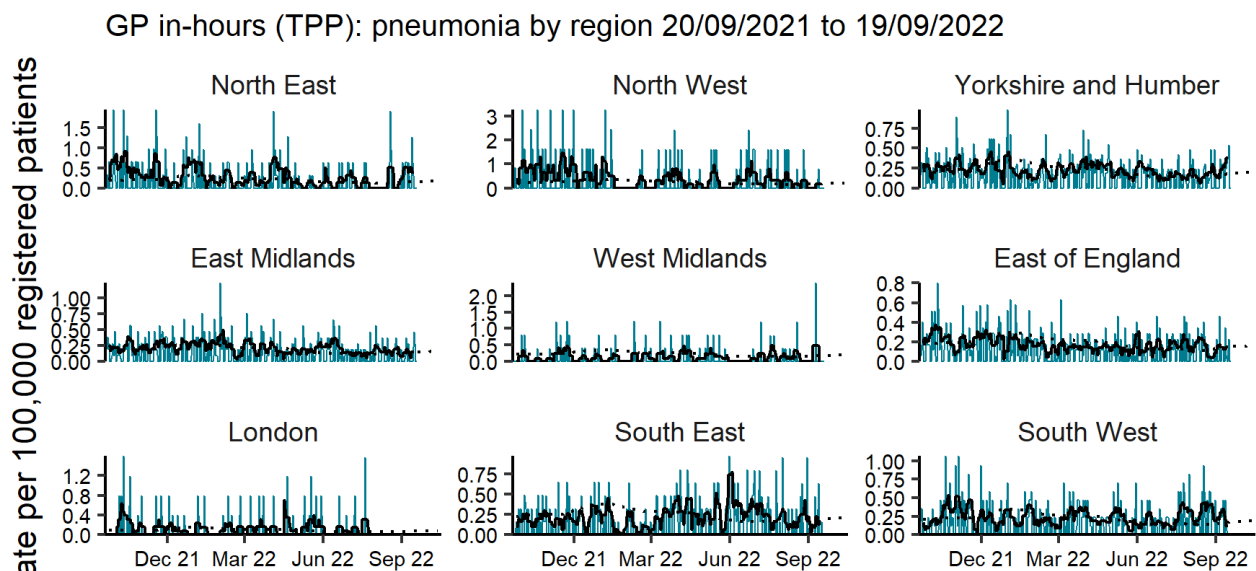 GP in-hours (TPP): pneumonia by region 20/09/2021 to 19/09/2022
ate per 100,000 registered patients
North East
1.5
1.0
0.5
0.0
North West
3
2
1
0
Yorkshire and Humber
0.75
0.50
0.25
0.00
East Midlands
1.00
0.75
0.50
0.25
0.00
West Midlands
2.0
1.5
1.0
0.5
0.0
East of England
0.8
0.6
0.4
0.2
0.0
London
1.2
0.8
0.4
0.0
South East
0.75
0.50
0.25
0.00
South West
1.00
0.75
0.50
0.25
0.00
Dec 21 Mar 22 Jun 22 Sep 22
Dec 21 Mar 22 Jun 22 Sep 22
Dec 21 Mar 22 Jun 22 Sep 22